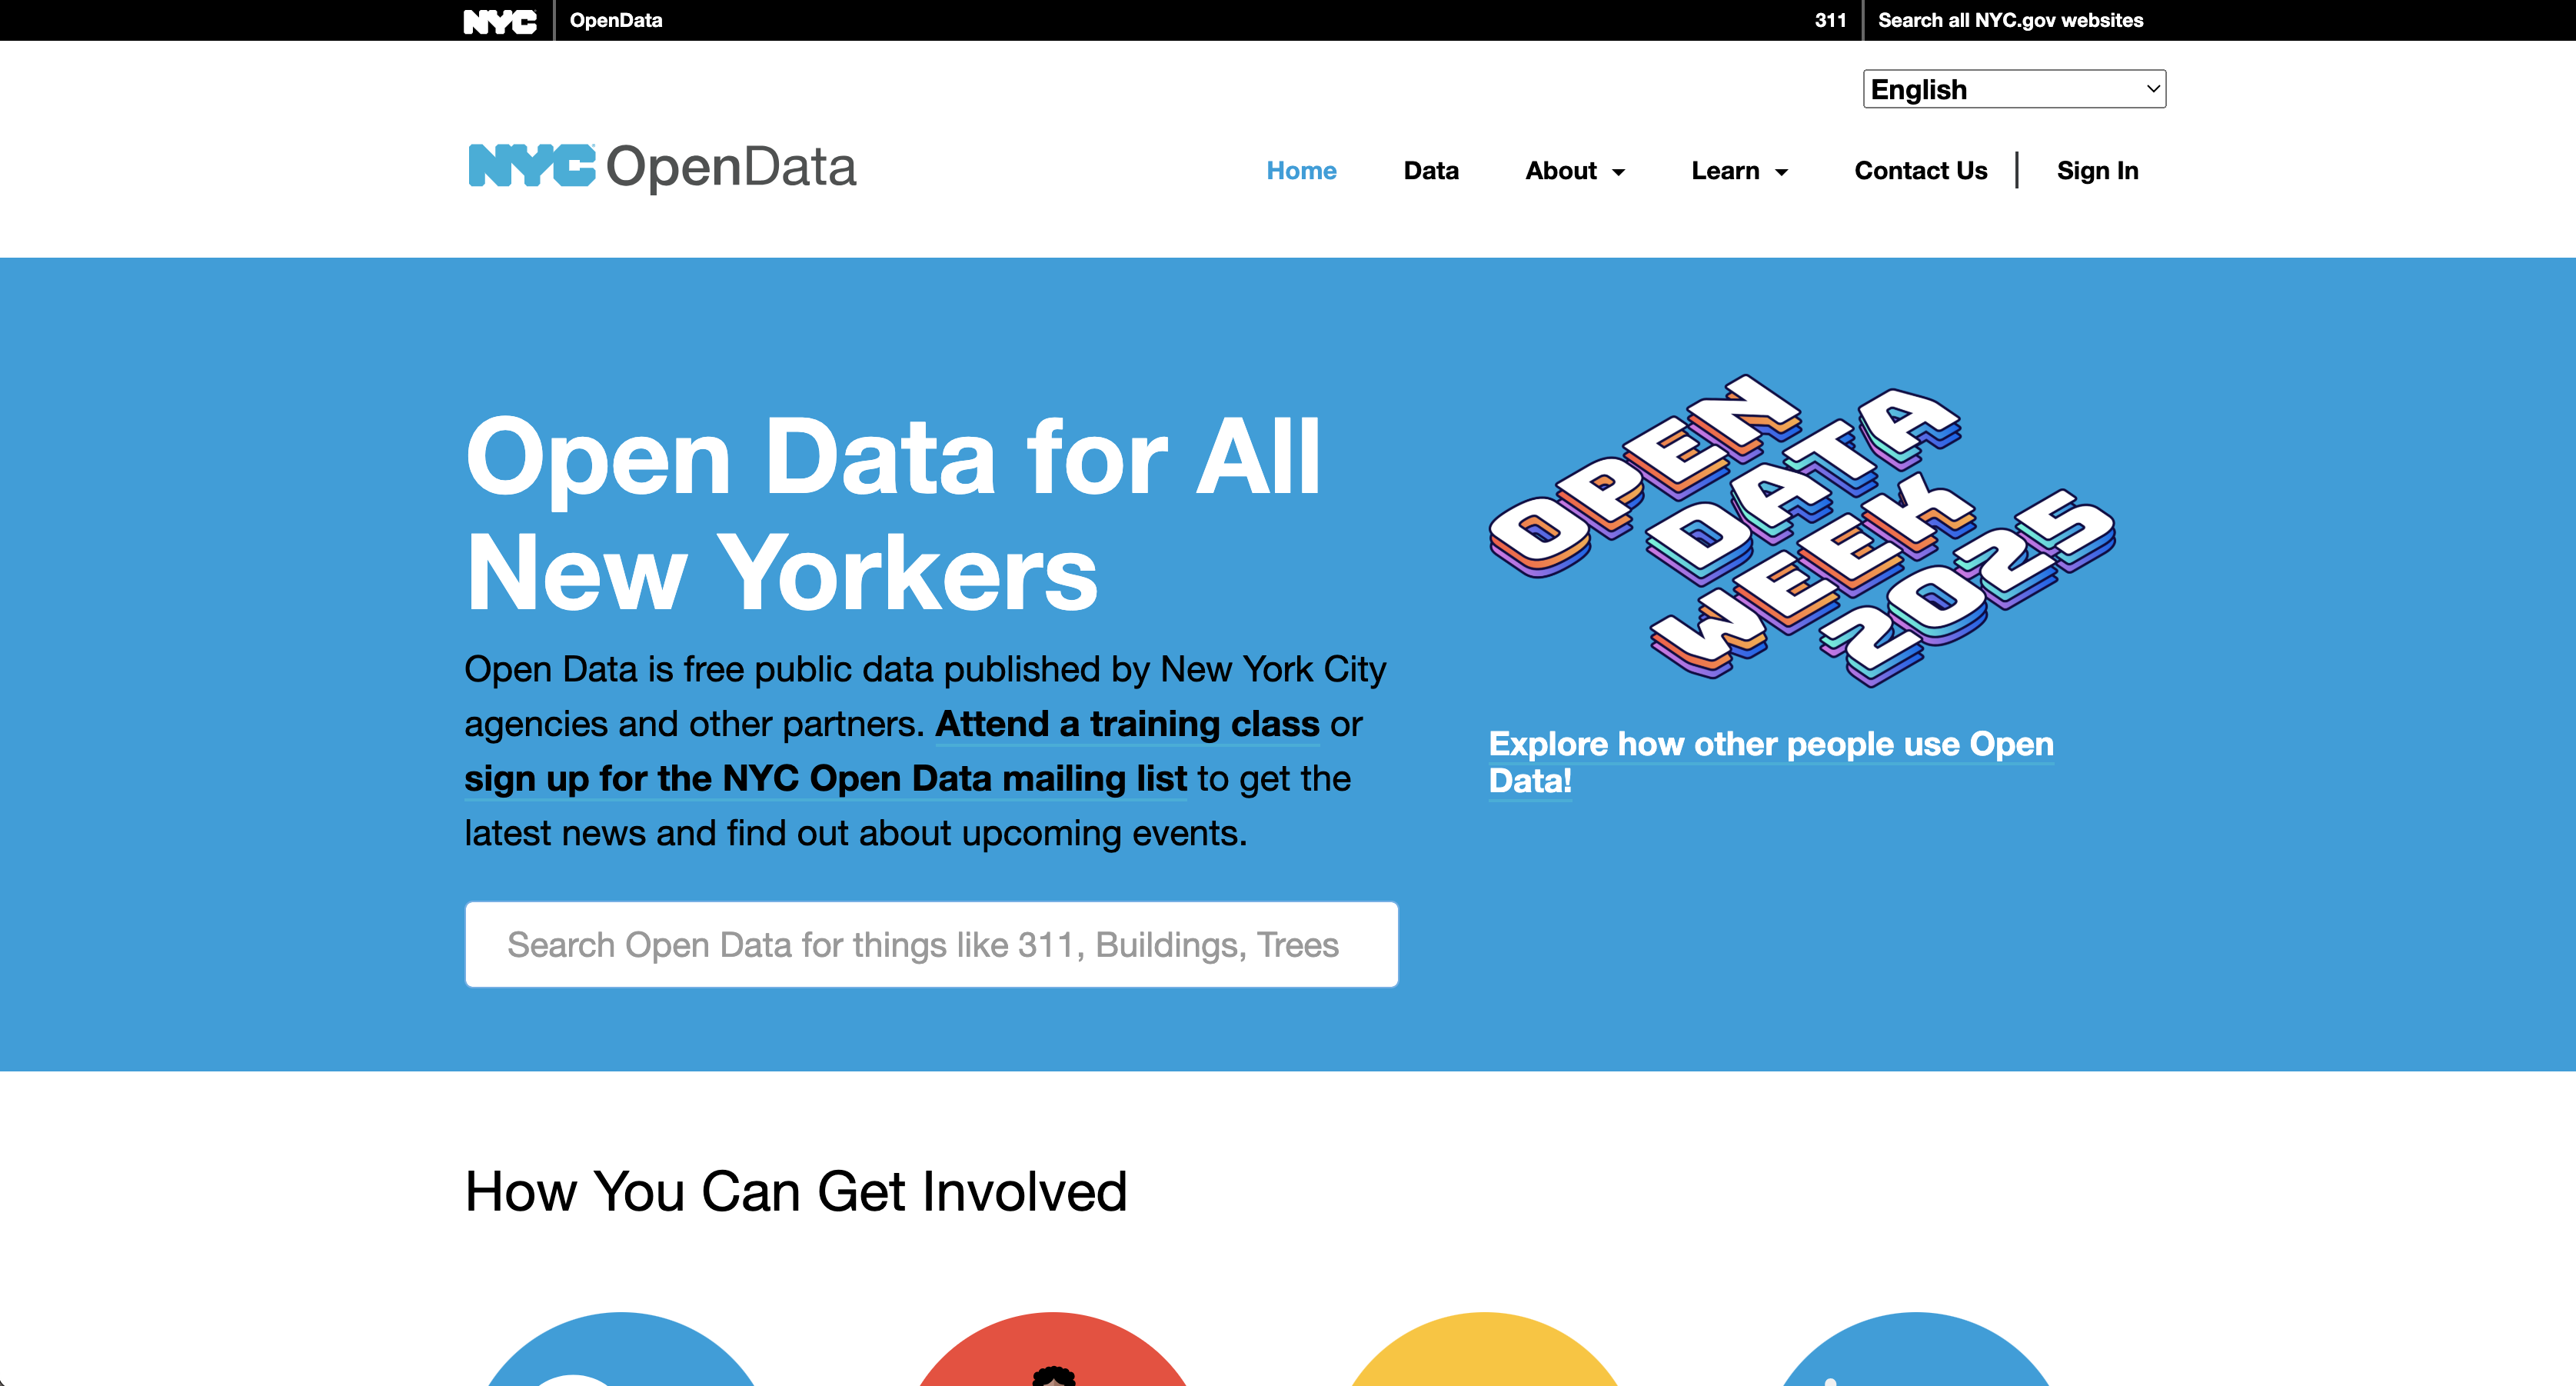 NYC OpenData
311 Search all NYC.gov websites
English
NYC OpenData
Home Data About Learn Contact Us Sign In
Open Data for All
New Yorkers
Open Data is free public data published by New York City
agencies and other partners. Attend a training class or
sign up for the NYC Open Data mailing list to get the
latest news and find out about upcoming events.
Search Open Data for things like 311, Buildings, Trees
OPEN
DATA
WEEK
2025
Explore how other people use Open
Data!
How You Can Get Involved